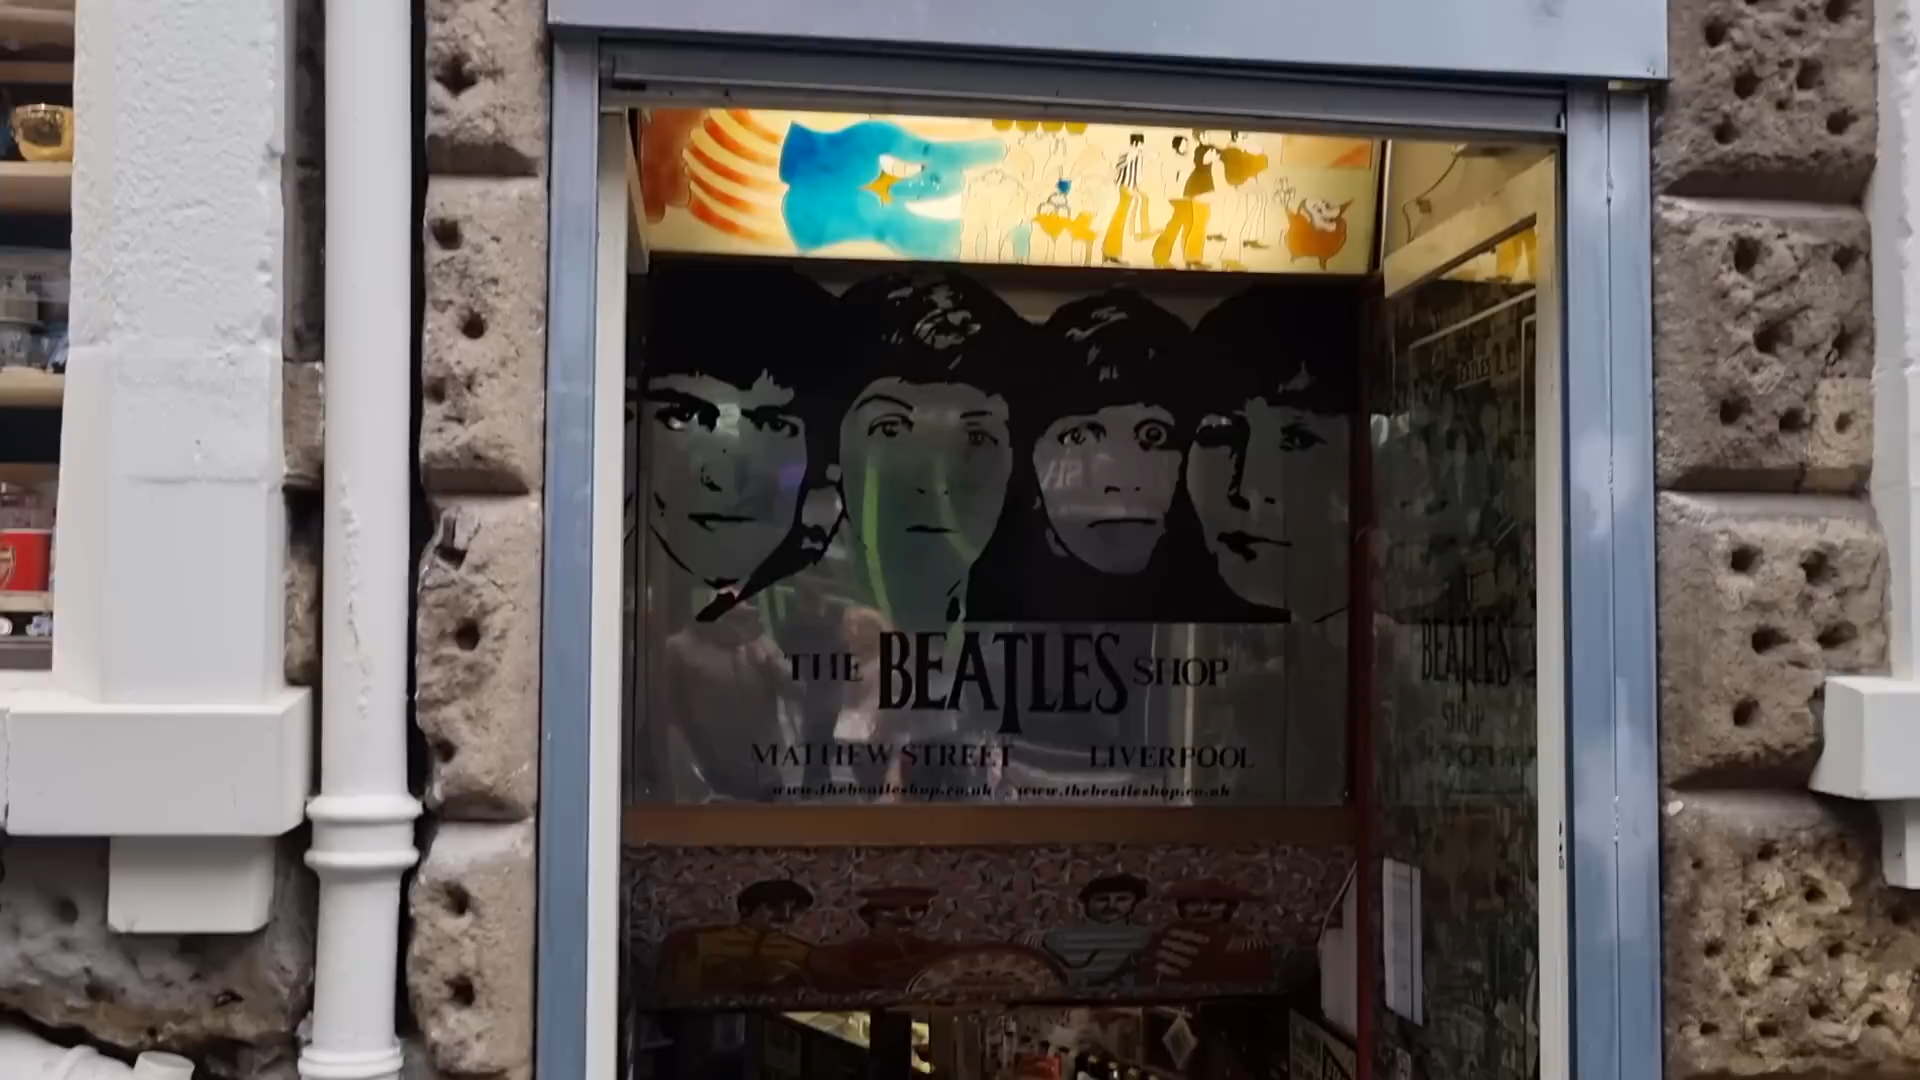 THE BEATLES SHOP
MATHEW STREET LIVERPOOL
www.thebeatleshop.co.uk www.thebeatleshop.co.uk
BEATLES
SHOP